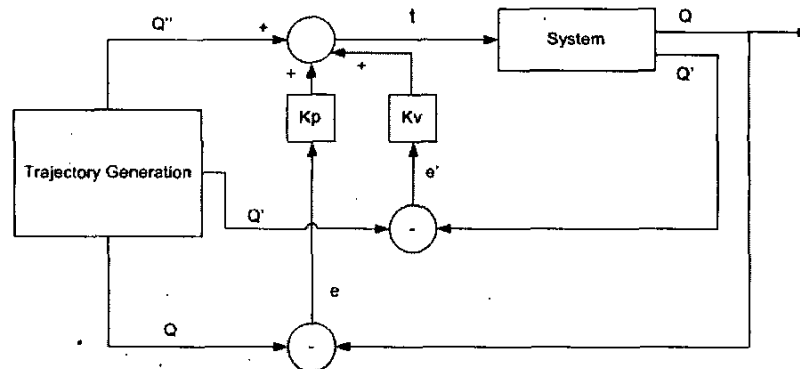 Q''
+
t
System
Q
Q'
+
+
Kp
Kv
Trajectory Generation
e'
Q'
-
e
Q
-